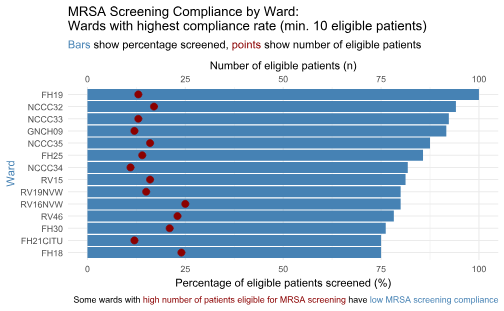 MRSA Screening Compliance by Ward:
Wards with highest compliance rate (min. 10 eligible patients)
Bars show percentage screened, points show number of eligible patients
Number of eligible patients (n)
0 25 50 75 100
Ward
FH19
NCCC32
NCCC33
GNCH09
NCCC35
FH25
NCCC34
RV15
RV19NVW
RV16NVW
RV46
FH30
FH21CITU
FH18
0 25 50 75 100
Percentage of eligible patients screened (%)
Some wards with high number of patients eligible for MRSA screening have low MRSA screening compliance